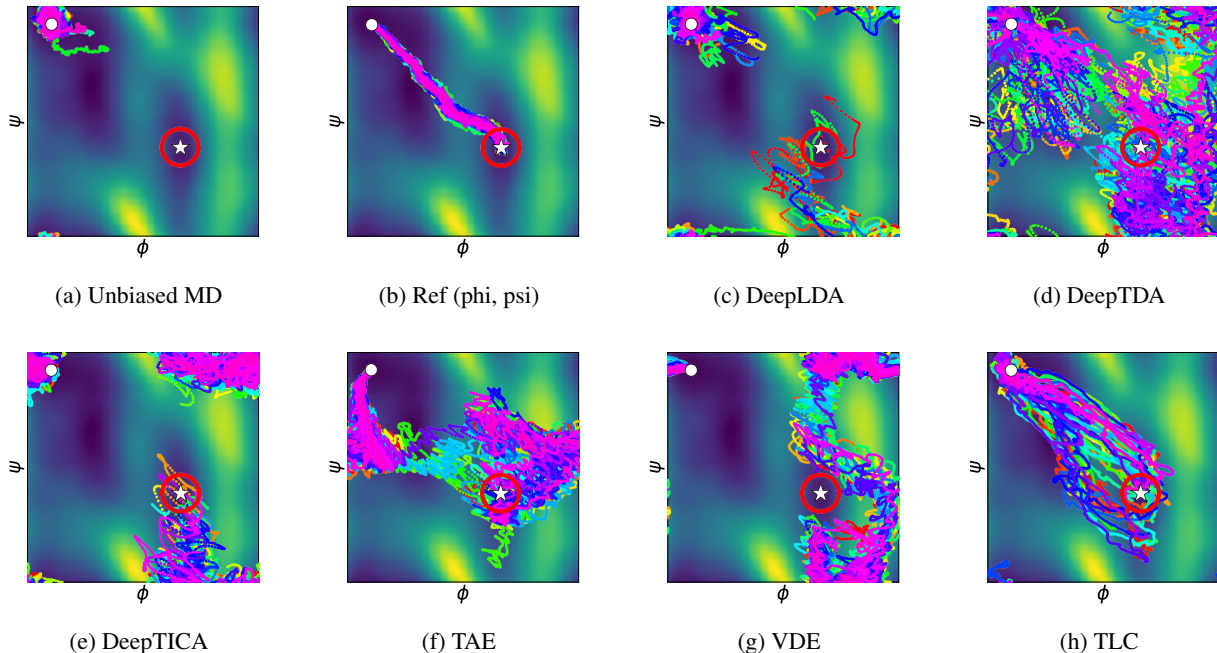 ψ
ϕ
(a) Unbiased MD
ψ
ϕ
(b) Ref (phi, psi)
ψ
ϕ
(c) DeepLDA
ψ
ϕ
(d) DeepTDA
ψ
ϕ
(e) DeepTICA
ψ
ϕ
(f) TAE
ψ
ϕ
(g) VDE
ψ
ϕ
(h) TLC